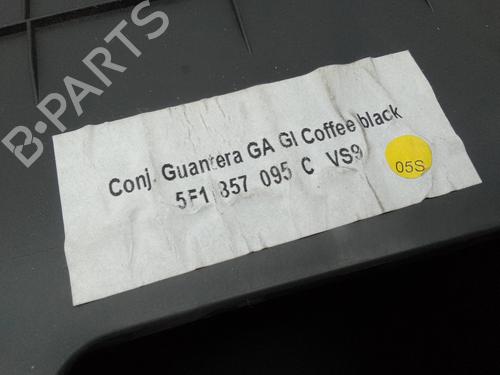 B-PARTS
Conj. Guantera GA GI Coffee black
5F1 857 095 C VS9
05S